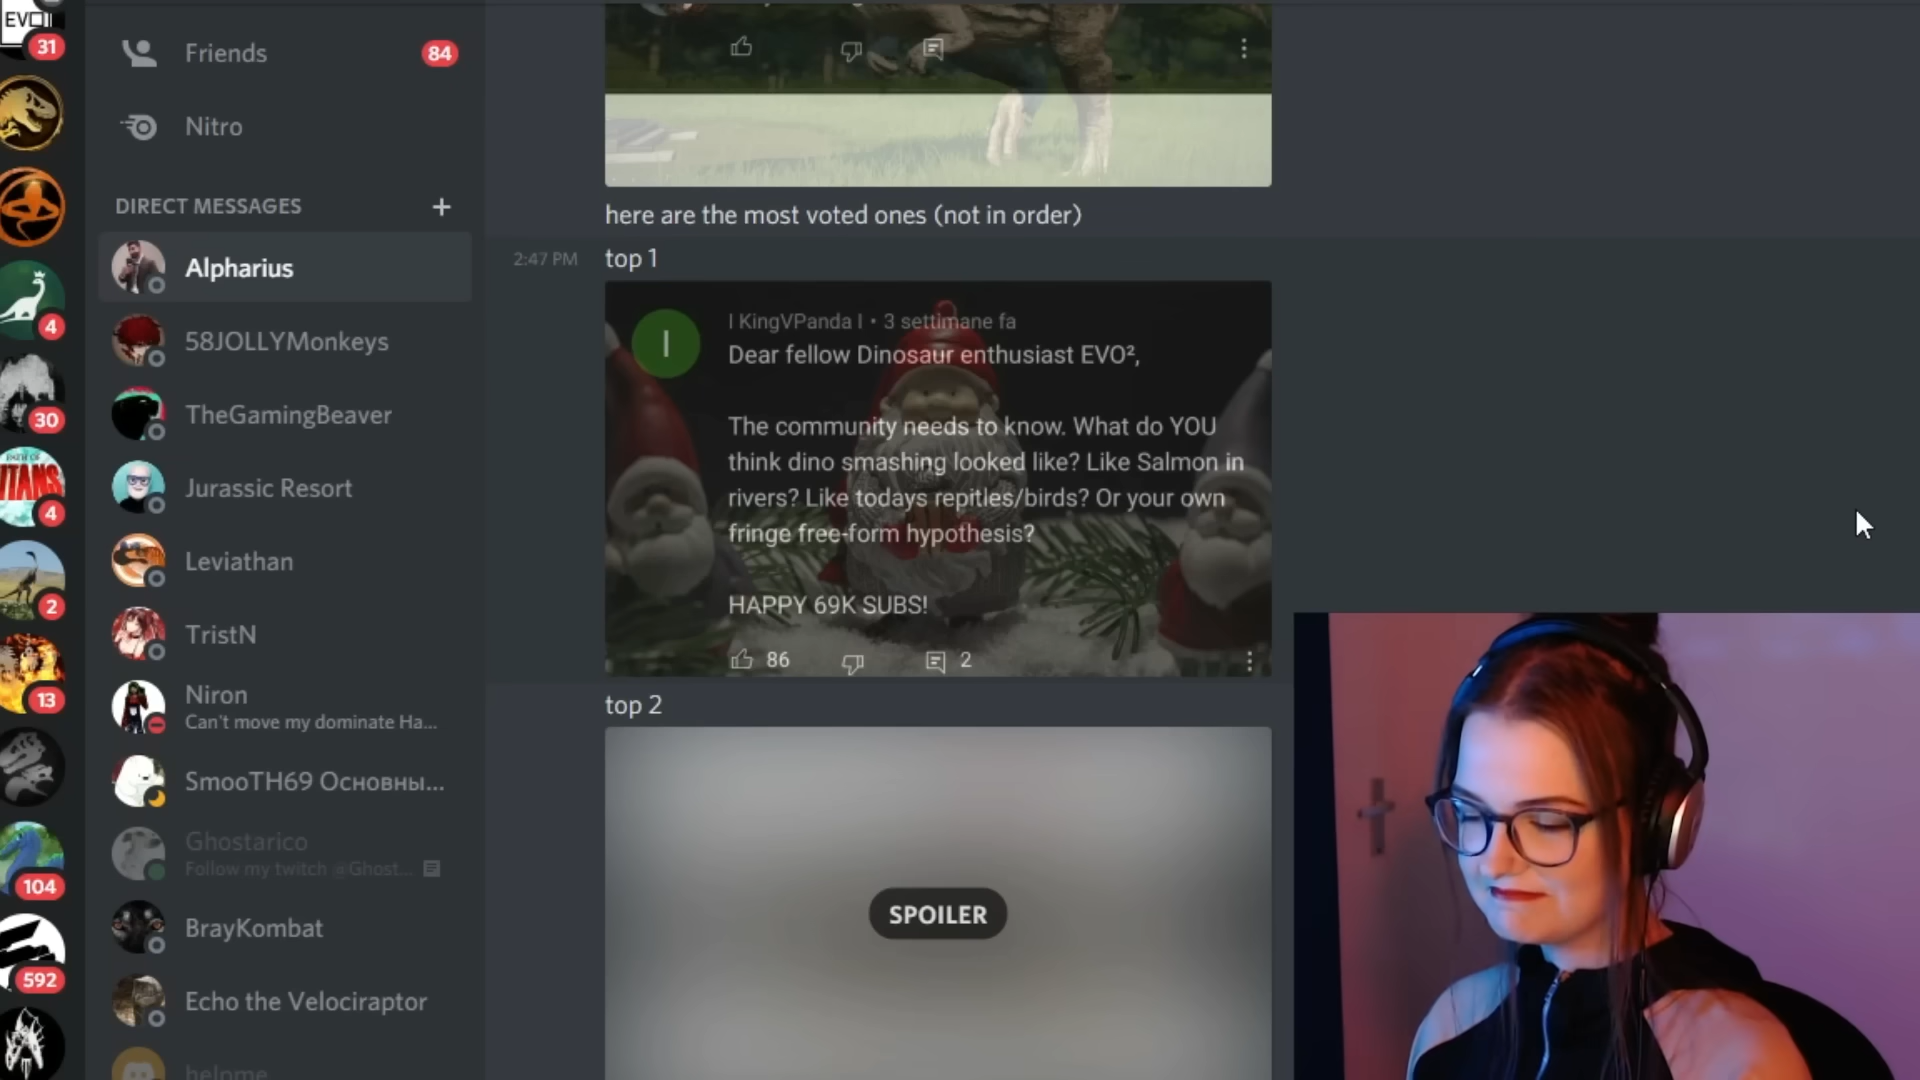 EVO
31
Friends
84
Nitro
DIRECT MESSAGES
+
Alpharius
58JOLLYMonkeys
4
TheGamingBeaver
30
Jurassic Resort
TITANS
4
Leviathan
2
TristN
13
Niron
Can't move my dominate Ha...
SmooTH69 Основны...
Ghostarico
Follow my twitch @Ghost...
104
BrayKombat
592
Echo the Velociraptor
helpme
here are the most voted ones (not in order)
2:47 PM
top 1
I
I KingVPanda I • 3 settimane fa
Dear fellow Dinosaur enthusiast EVO²,
The community needs to know. What do YOU
think dino smashing looked like? Like Salmon in
rivers? Like todays repitles/birds? Or your own
fringe free-form hypothesis?
HAPPY 69K SUBS!
86
2
top 2
SPOILER